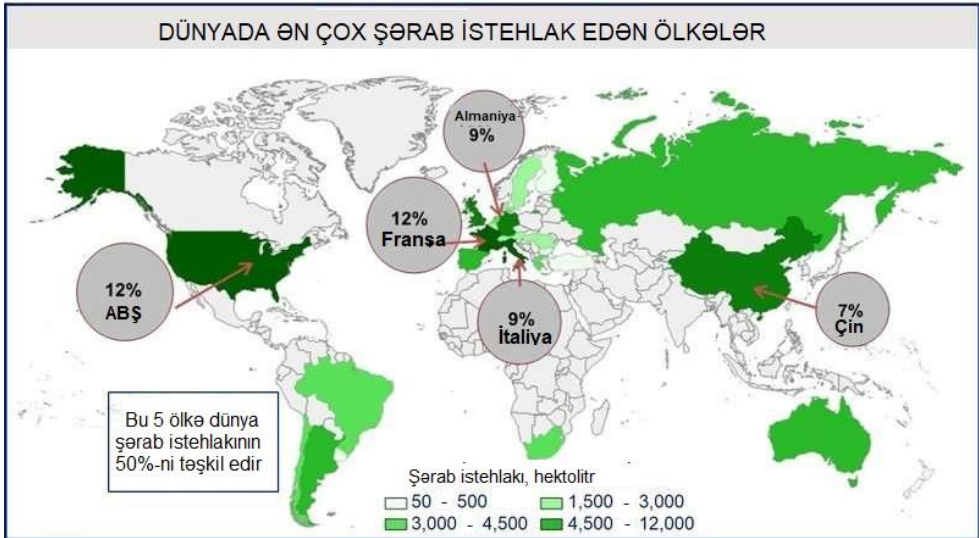 DÜNYADA ƏN ÇOX ŞƏRAB İSTEHLAK EDƏN ÖLKƏLƏR
Almaniya
9%
12%
Franşa
12%
ABŞ
9%
İtaliya
7%
Çin
Bu 5 ölkə dünya
şərab istehlakının
50%-ni təşkil edir
Şərab istehlakı, hektolitr
50 - 500
1,500 - 3,000
3,000 - 4,500
4,500 - 12,000